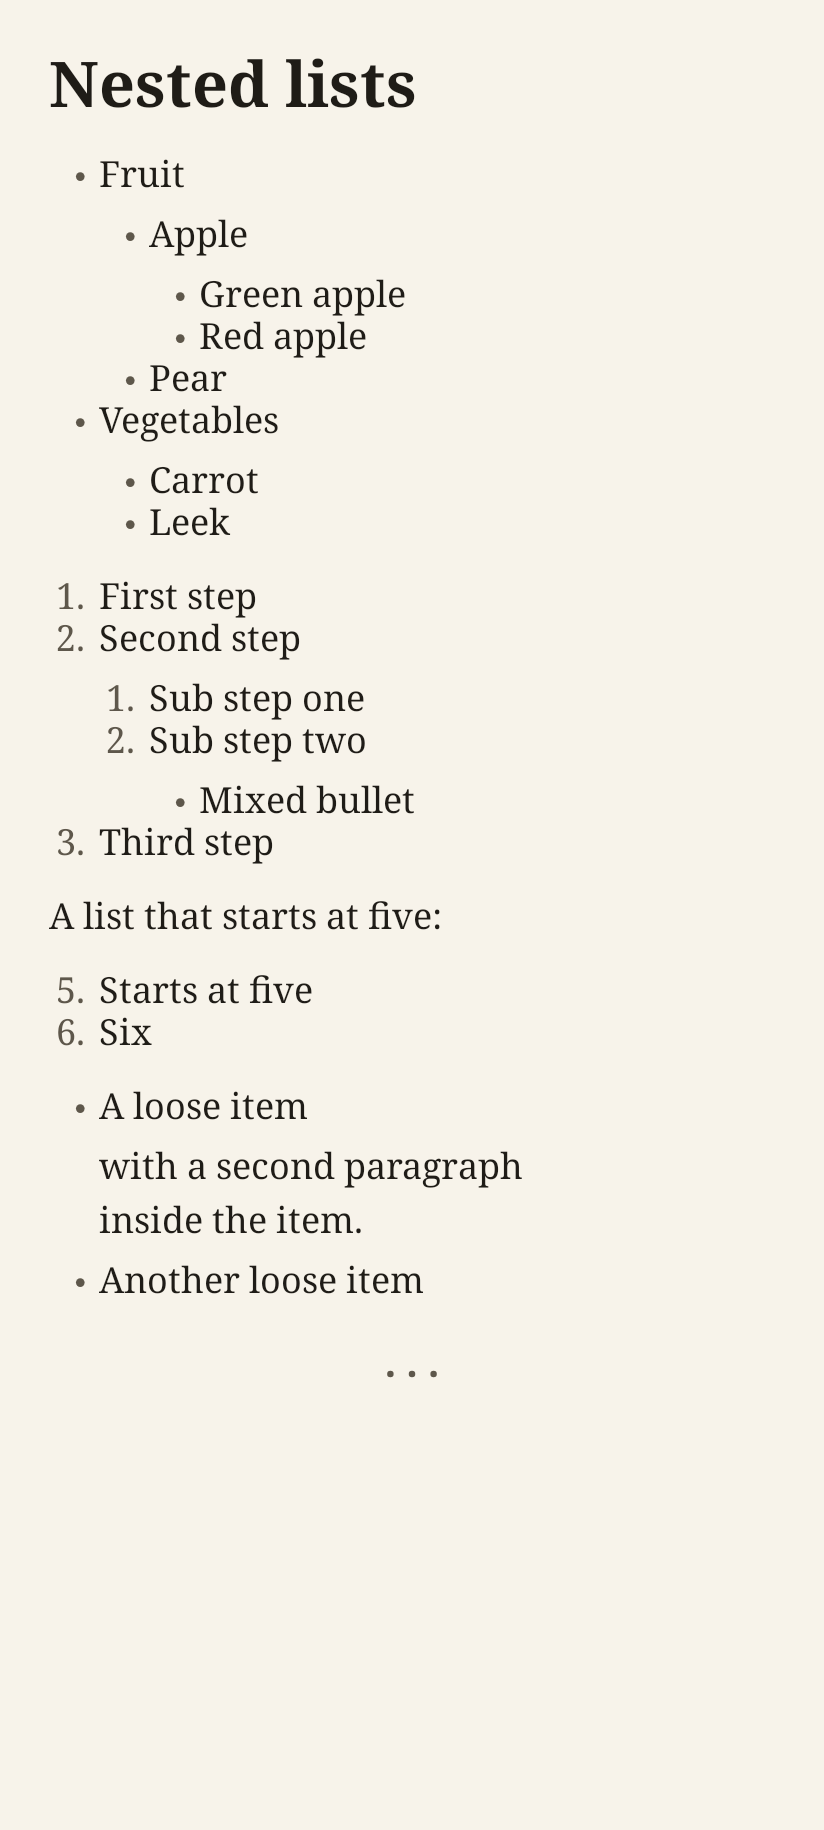 Nested lists
• Fruit
• Apple
• Green apple
• Red apple
• Pear
• Vegetables
• Carrot
• Leek
1. First step
2. Second step
1. Sub step one
2. Sub step two
• Mixed bullet
3. Third step
A list that starts at five:
5. Starts at five
6. Six
• A loose item
with a second paragraph
inside the item.
• Another loose item
• • •